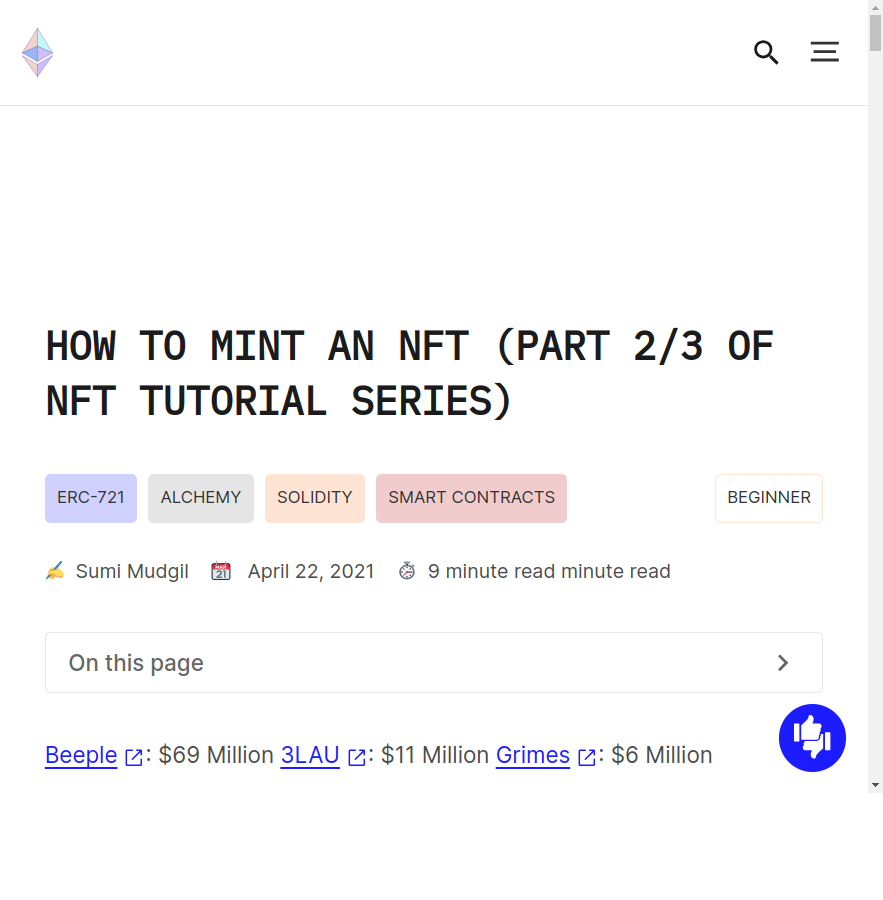 HOW TO MINT AN NFT (PART 2/3 OF
NFT TUTORIAL SERIES)
ERC-721 ALCHEMY SOLIDITY SMART CONTRACTS BEGINNER
Sumi Mudgil April 22, 2021 9 minute read minute read
On this page
Beeple : $69 Million 3LAU : $11 Million Grimes : $6 Million